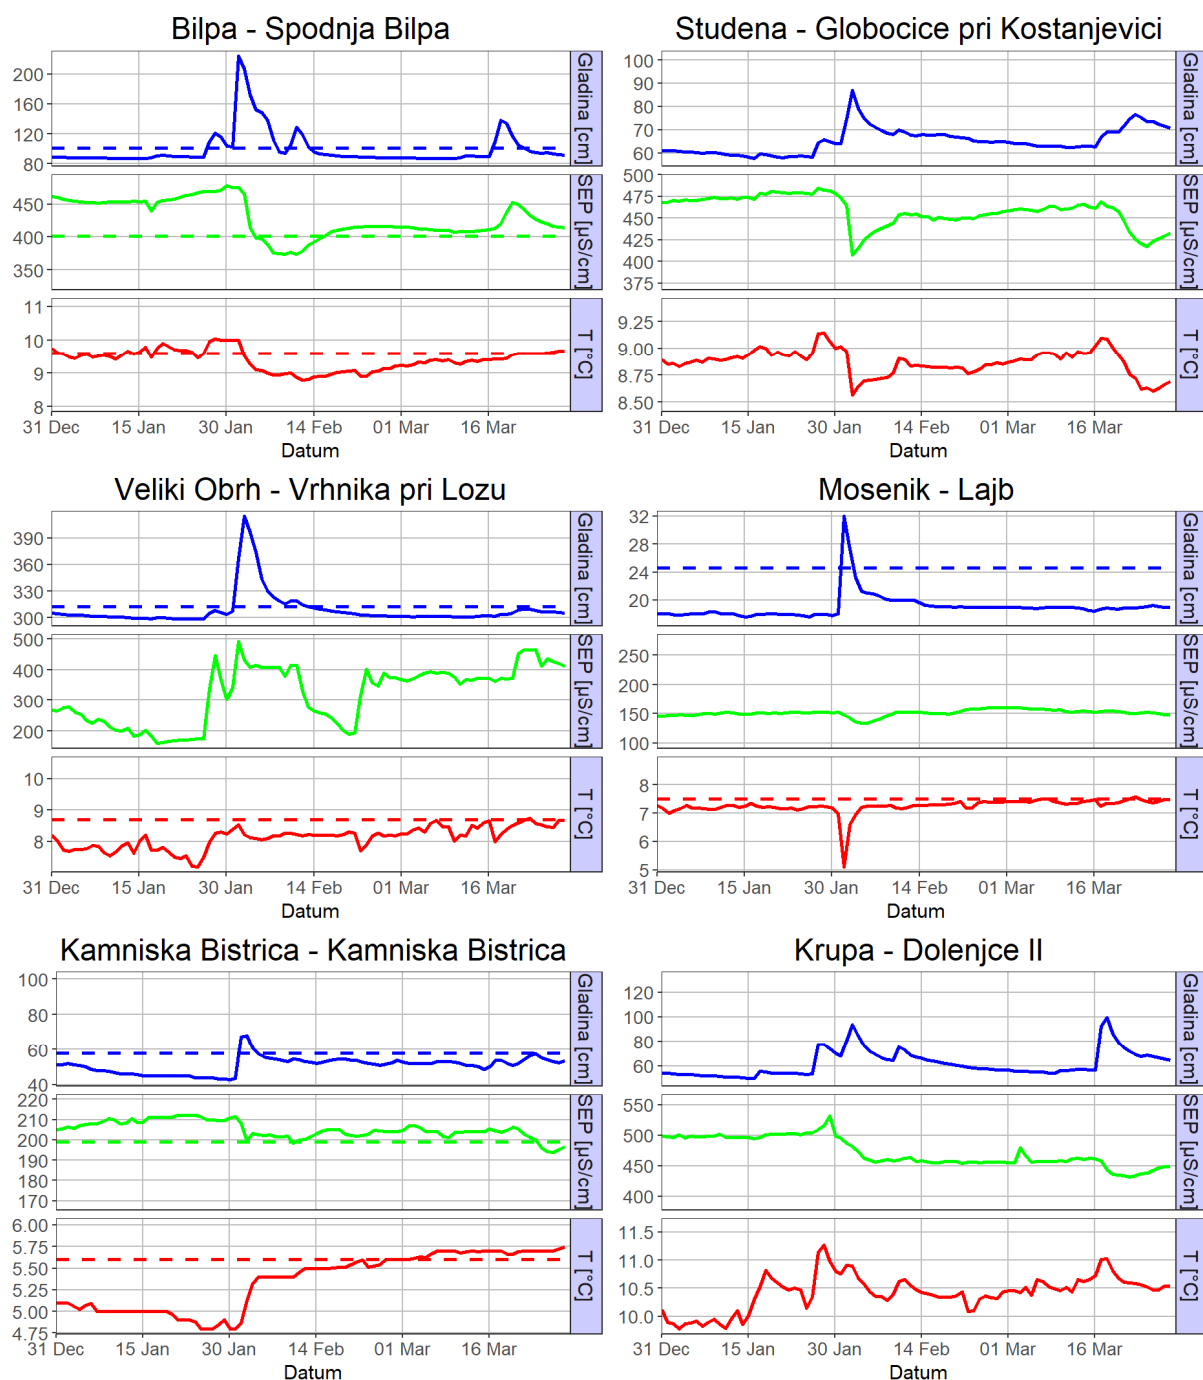 Bilpa - Spodnja Bilpa
200
160
120
80
Gladina [cm]
450
400
350
SEP [µS/cm]
11
10
9
8
T [°C]
31 Dec 15 Jan 30 Jan 14 Feb 01 Mar 16 Mar
Datum
Studena - Globocice pri Kostanjevici
100
90
80
70
60
Gladina [cm]
500
475
450
425
400
375
SEP [µS/cm]
9.25
9.00
8.75
8.50
T [°C]
31 Dec 15 Jan 30 Jan 14 Feb 01 Mar 16 Mar
Datum
Veliki Obrh - Vrhnika pri Lozu
390
360
330
300
Gladina [cm]
500
400
300
200
SEP [µS/cm]
10
9
8
T [°C]
31 Dec 15 Jan 30 Jan 14 Feb 01 Mar 16 Mar
Datum
Mosenik - Lajb
32
28
24
20
Gladina [cm]
250
200
150
100
SEP [µS/cm]
8
7
6
5
T [°C]
31 Dec 15 Jan 30 Jan 14 Feb 01 Mar 16 Mar
Datum
Kamniska Bistrica - Kamniska Bistrica
100
80
60
40
Gladina [cm]
220
210
200
190
180
170
SEP [µS/cm]
6.00
5.75
5.50
5.25
5.00
4.75
T [°C]
31 Dec 15 Jan 30 Jan 14 Feb 01 Mar 16 Mar
Datum
Krupa - Dolenjce II
120
100
80
60
Gladina [cm]
550
500
450
400
SEP [µS/cm]
11.5
11.0
10.5
10.0
T [°C]
31 Dec 15 Jan 30 Jan 14 Feb 01 Mar 16 Mar
Datum